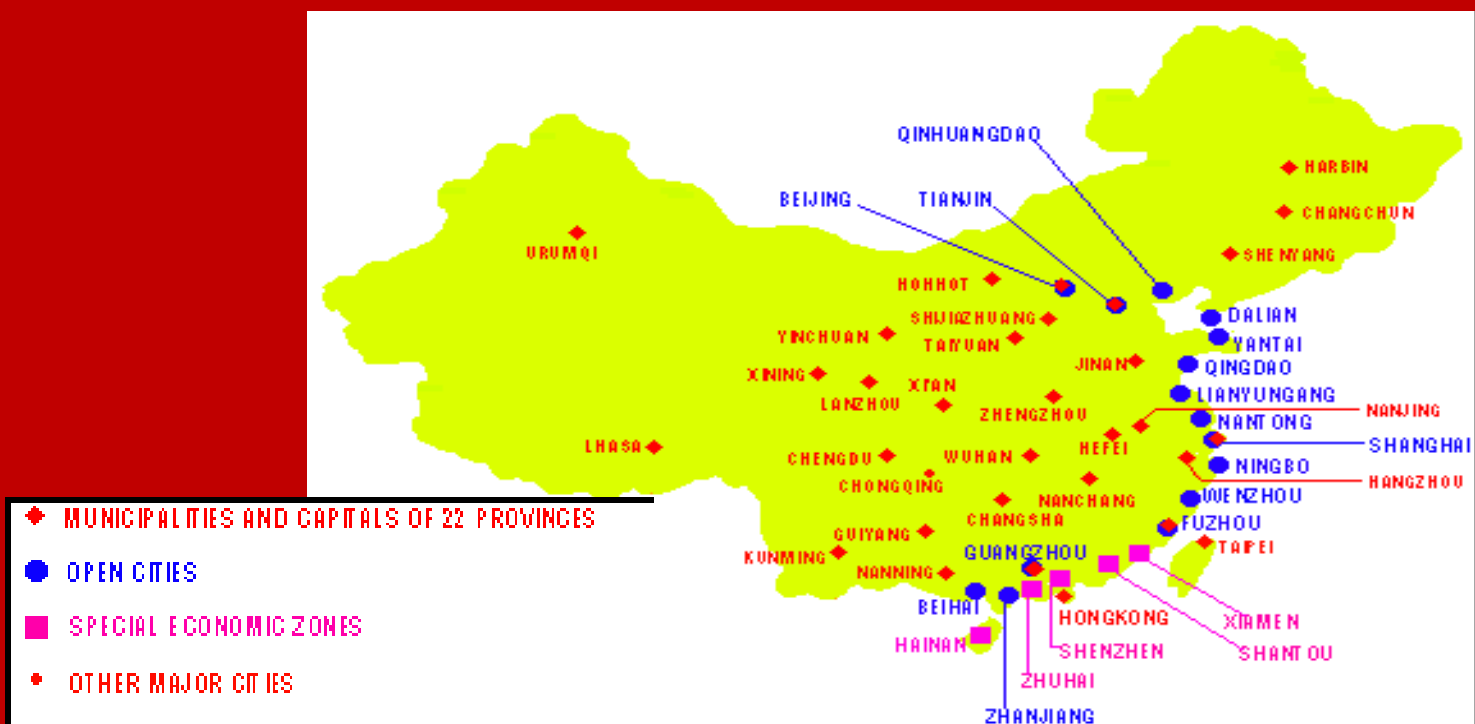 QINHUANGDAO
HARBIN
BEIJING
TIANJIN
CHANGCHUN
URUMQI
SHENYANG
HOHHOT
SHIJIAZHUANG
DALIAN
YINCHUAN
TAIYUAN
YANTAI
JINAN
QINGDAO
XINING
XI'AN
LIANYUNGANG
LANZHOU
ZHENGZHOU
NANJING
NANTONG
LHASA
HEFEI
SHANGHAI
CHENGDU
WUHAN
NINGBO
CHONGQING
HANGZHOU
NANCHANG
WENZHOU
MUNICIPALITIES AND CAPITALS OF 22 PROVINCES
CHANGSHA
FUZHOU
GUIYANG
TAIPEI
GUANGZHOU
KUNMING
NANNING
OPEN CITIES
BEIHAI
HONGKONG
XIAMEN
SPECIAL ECONOMIC ZONES
HAINAN
SHENZHEN
SHANTOU
ZHUHAI
OTHER MAJOR CITIES
ZHANJIANG